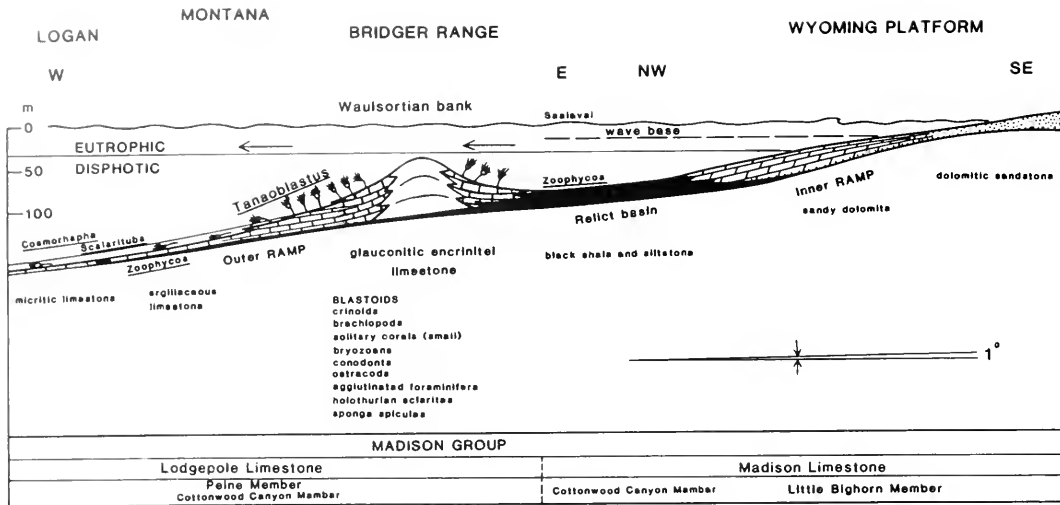 MONTANA
LOGAN
BRIDGER RANGE
WYOMING PLATFORM
W
E
NW
SE
m
Waulsortian bank
Sealevel
0
wave base
EUTROPHIC
DISPHOTIC
50
Tanaoblastus
Zoophycos
Inner RAMP
dolomitic sandstone
100
Relict basin
sandy dolomite
Cosmorhapha
Scalarituba
Zoophycos
Outer RAMP
glauconitic encrinitel
limestone
black shale and siltstone
micritic limestone
argillaceous
limestone
BLASTOIDS
crinoids
brachiopods
solitary corals (small)
bryozoans
conodonts
ostracods
agglutinated foraminifera
holothurian sclerites
sponge spicules
1°
MADISON GROUP
Lodgepole Limestone
Madison Limestone
Peine Member
Cottonwood Canyon Member
Cottonwood Canyon Member
Little Bighorn Member